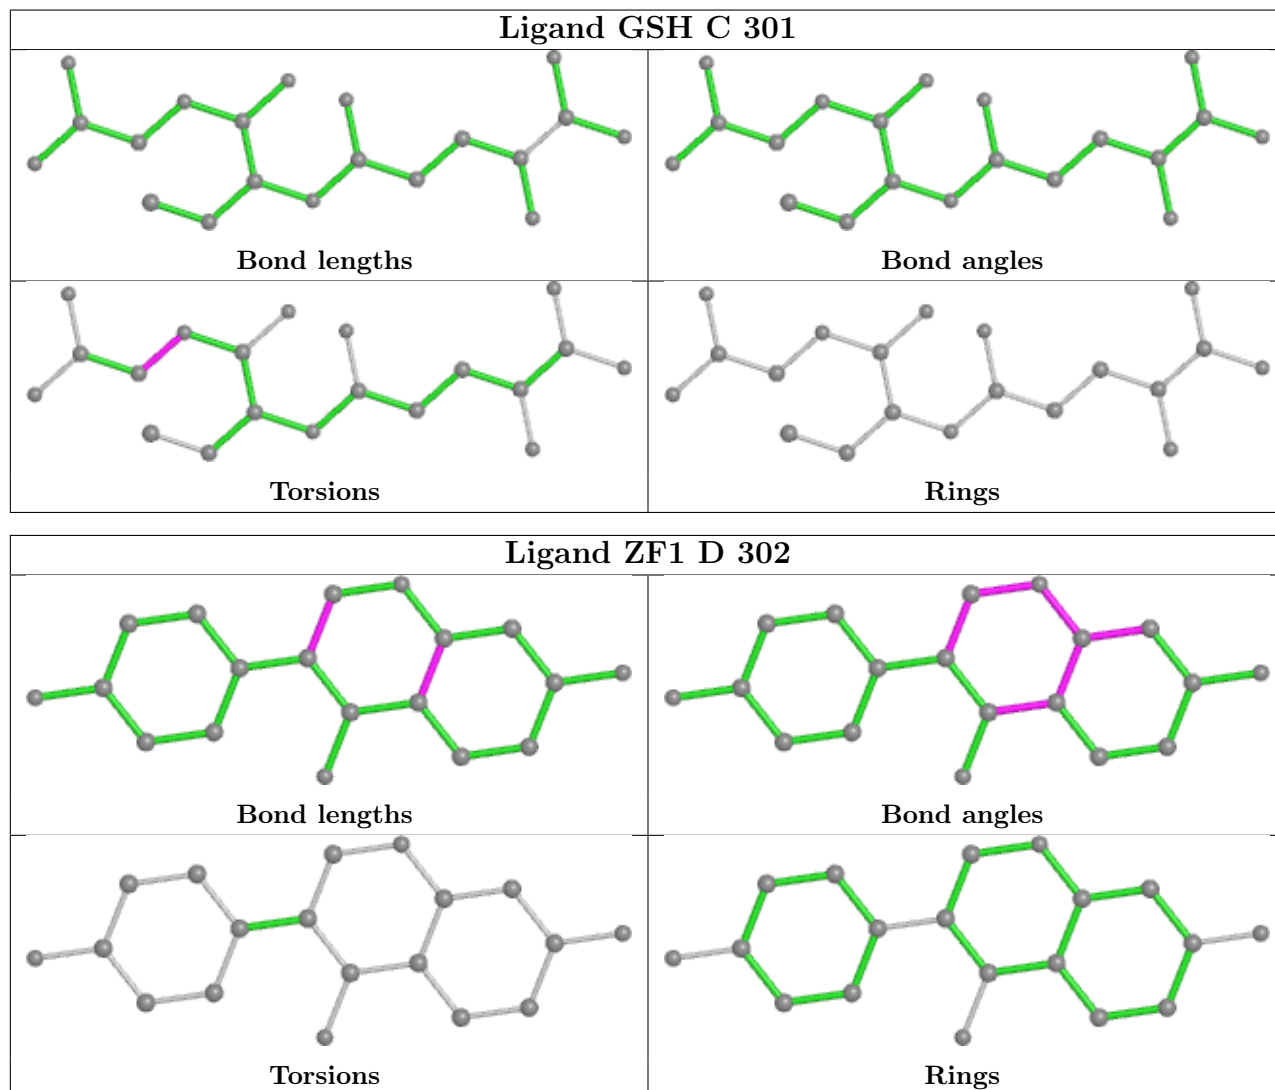 Ligand GSH C 301
Bond lengths
Bond angles
Torsions
Rings
Ligand ZF1 D 302
Bond lengths
Bond angles
Torsions
Rings